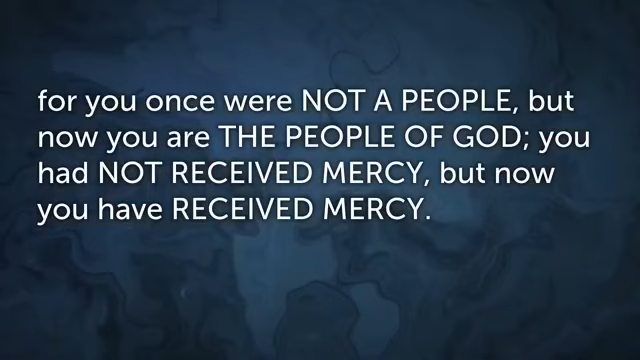 for you once were NOT A PEOPLE, but
now you are THE PEOPLE OF GOD; you
had NOT RECEIVED MERCY, but now
you have RECEIVED MERCY.